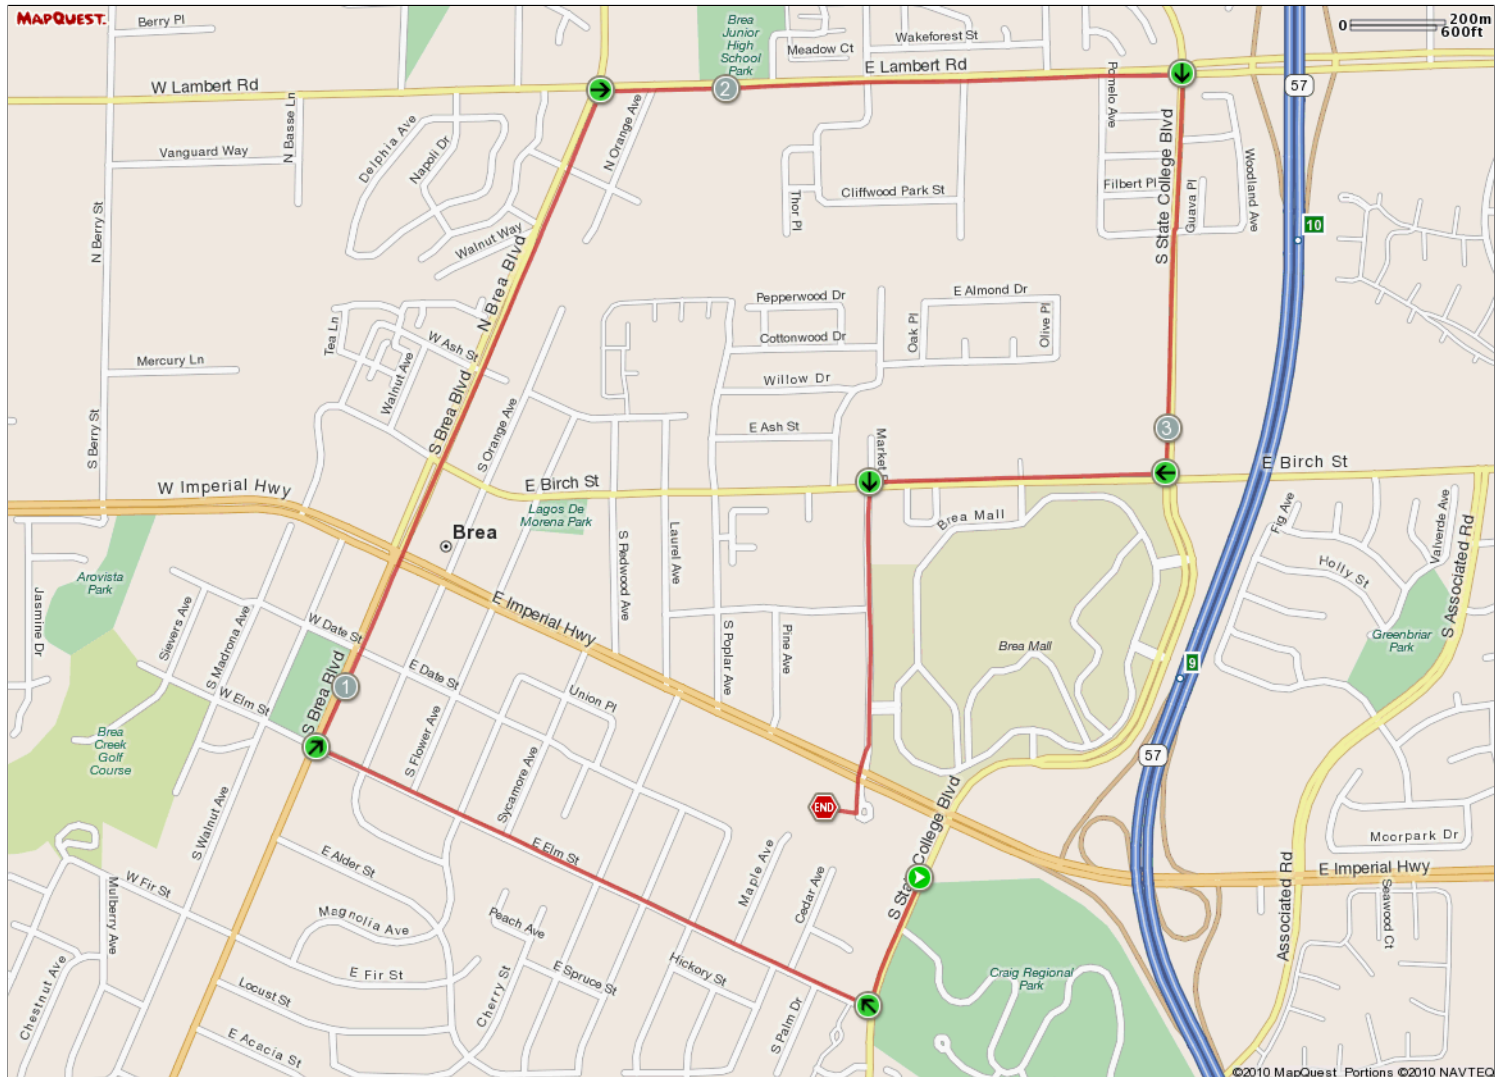 MAPQUEST.
Berry Pl
Brea
Junior
High
School
Park
Meadow Ct
Wakeforest St
0
200m
600ft
W Lambert Rd
E Lambert Rd
2
57
Pomelo Ave
N Basse Ln
Vanguard Way
Delphia Ave
Napoli Dr
N Orange Ave
S State College Blvd
Woodland Ave
Filbert Pl
Guava Pl
Cliffwood Park St
Thor Pl
N Berry St
Walnut Way
N Brea Blvd
10
Pepperwood Dr
E Almond Dr
Tea Ln
W Ash St
Cottonwood Dr
Oak Pl
Olive Pl
Mercury Ln
Walnut Ave
Willow Dr
S Brea Blvd
S Orange Ave
E Ash St
3
S Berry St
Market
E Birch St
W Imperial Hwy
E Birch St
Lagos De
Morena Park
Brea Mall
Fig Ave
Valverde Ave
Brea
S Redwood Ave
Laurel Ave
Holly St
S Associated Rd
Arovista
Park
Jasmine Dr
Sievers Ave
S Madrona Ave
W Date St
E Imperial Hwy
S Poplar Ave
Pine Ave
Brea Mall
Greenbriar
Park
9
E Date St
1
W Elm St
S Brea Blvd
Union Pl
S Flower Ave
Brea
Creek
Golf
Course
57
Sycamore Ave
END
S State College Blvd
S Walnut Ave
Moorpark Dr
E Elm St
E Alder St
Maple Ave
Cedar Ave
E Imperial Hwy
Associated Rd
Seawood Ct
W Fir St
Mulberry Ave
Magnolia Ave
Peach Ave
E Fir St
E Spruce St
Hickory St
Craig Regional
Park
Chestnut Ave
Locust St
Cherry St
S Palm Dr
E Acacia St
©2010 MapQuest Portions ©2010 NAVTEQ